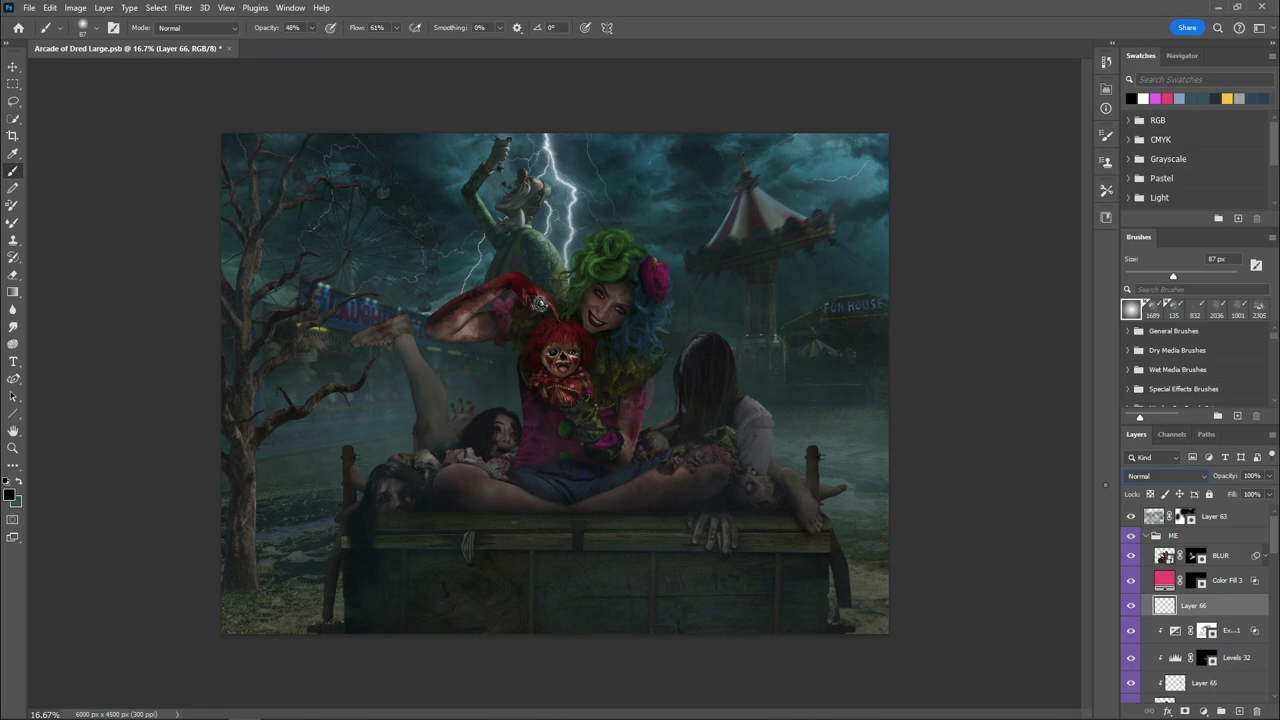 File Edit Image Layer Type Select Filter 3D View Plugins Window Help
87 Mode: Normal Opacity: 48% Flow: 61% Smoothing: 0% 0° Share
Arcade of Dred Large.psb @ 16.7% (Layer 66, RGB/8) *
Swatches Navigator
Search Swatches
RGB
CMYK
Grayscale
Pastel
Light
Brushes
Size: 87 px
Search Brushes
1689 135 832 2036 1001 2305
General Brushes
Dry Media Brushes
Wet Media Brushes
Special Effects Brushes
Layers Channels Paths
Kind
Normal Opacity: 100%
Lock: Fill: 100%
Layer 63
ME
BLUR
Color Fill 3
Layer 66
Ex...1
Levels 32
Layer 65
FUN HOUSE
16.67% 6000 px x 4500 px (300 ppi)